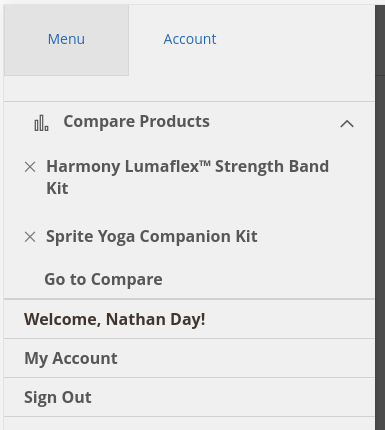 Menu Account
Compare Products
Harmony Lumaflex™ Strength Band
Kit
Sprite Yoga Companion Kit
Go to Compare
Welcome, Nathan Day!
My Account
Sign Out